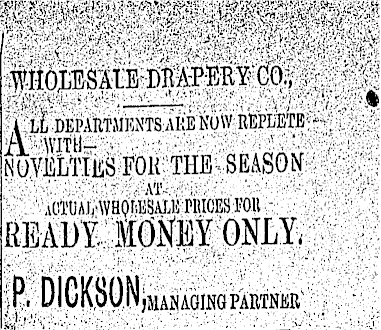 WHOLESALE DRAPERY CO.,
ALL DEPARTMENTS ARE NOW REPLETE—
WITH—
NOVELTIES FOR THE SEASON
AT
ACTUAL WHOLESALE PRICES FOR
READY MONEY ONLY.
P. DICKSON, MANAGING PARTNER